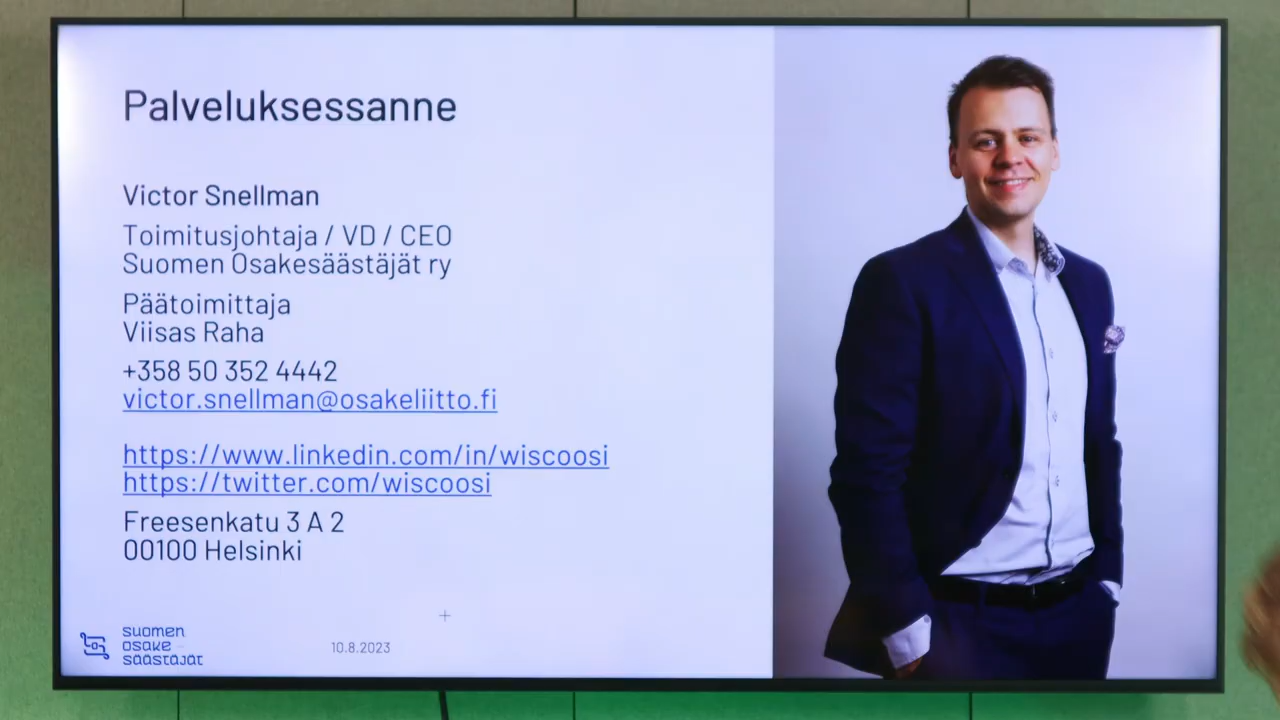 Palveluksessanne
Victor Snellman
Toimitusjohtaja / VD / CEO
Suomen Osakesäästäjät ry
Päätoimittaja
Viisas Raha
+358 50 352 4442
victor.snellman@osakeliitto.fi
https://www.linkedin.com/in/wiscoosi
https://twitter.com/wiscoosi
Freesenkatu 3 A 2
00100 Helsinki
suomen
osake
säästäjät
10.8.2023